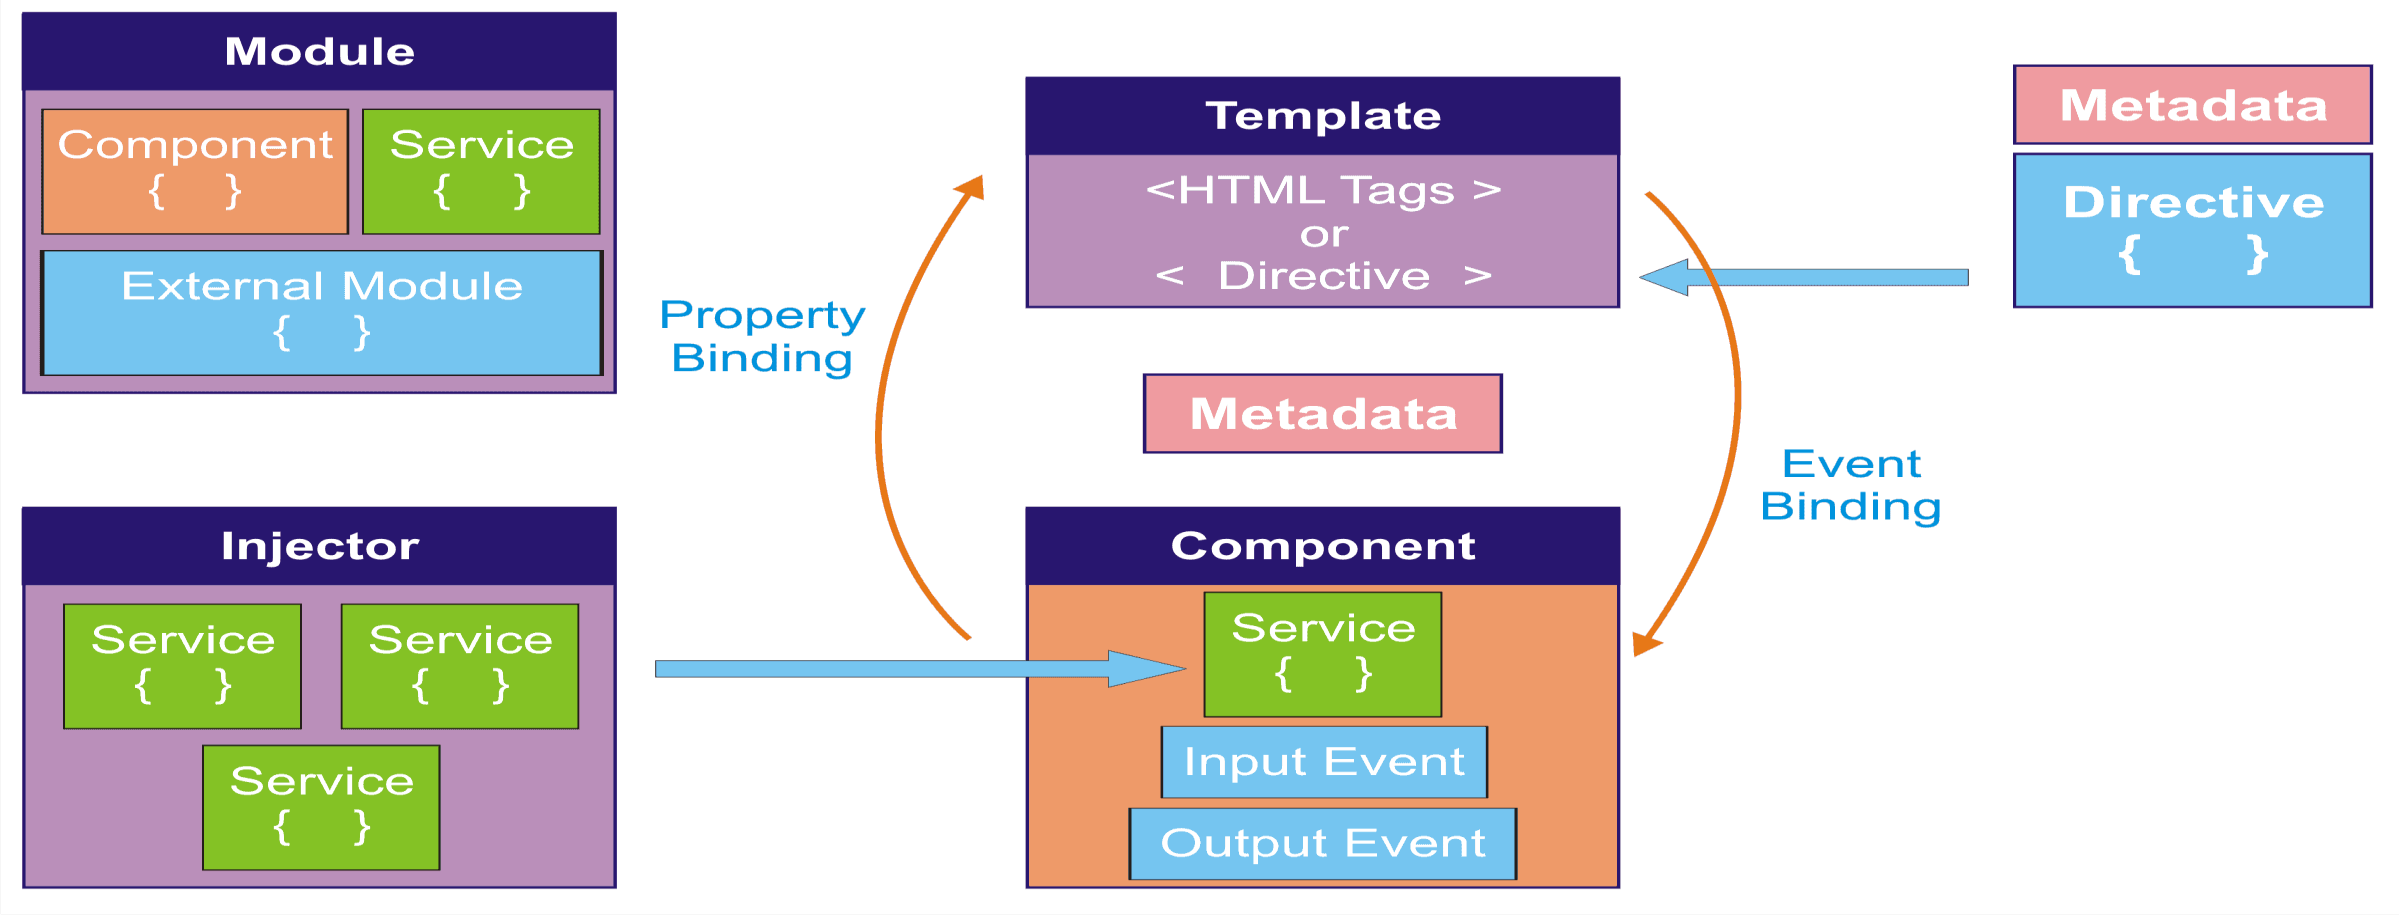 Module
Component
{ }
Service
{ }
External Module
{ }
Property
Binding
Template
<HTML Tags >
or
< Directive >
Metadata
Directive
{ }
Metadata
Event
Binding
Injector
Service
{ }
Service
{ }
Service
{ }
Component
Service
{ }
Input Event
Output Event